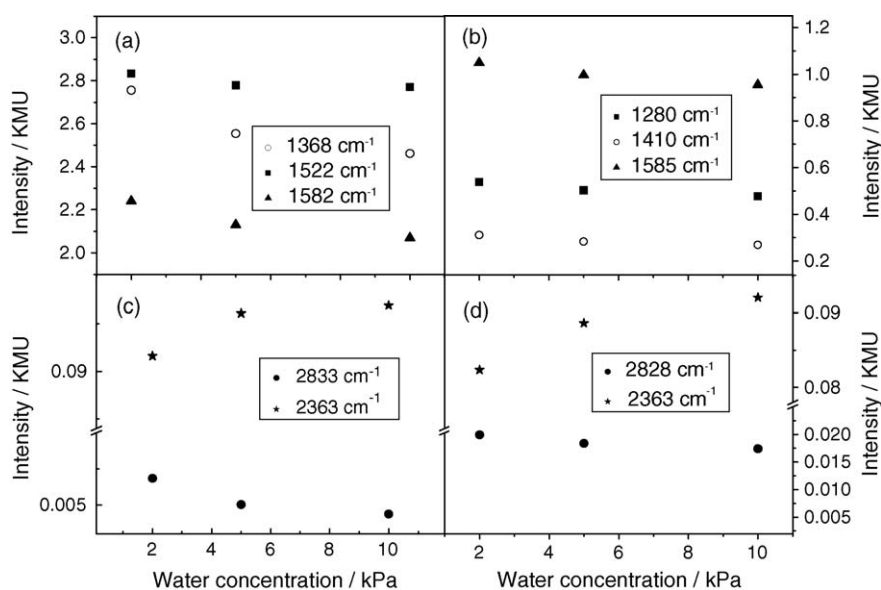 (a)
3.0
2.8
2.6
2.4
2.2
2.0
Intensity / KMU
1368 cm⁻¹
1522 cm⁻¹
1582 cm⁻¹
(b)
1.2
1.0
0.8
0.6
0.4
0.2
Intensity / KMU
1280 cm⁻¹
1410 cm⁻¹
1585 cm⁻¹
(c)
0.09
0.005
Intensity / KMU
2833 cm⁻¹
2363 cm⁻¹
2 4 6 8 10
Water concentration / kPa
(d)
0.09
0.08
0.020
0.015
0.010
0.005
Intensity / KMU
2828 cm⁻¹
2363 cm⁻¹
2 4 6 8 10
Water concentration / kPa